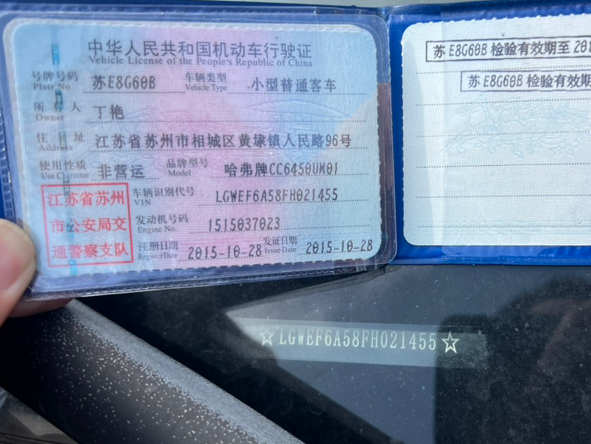 中华人民共和国机动车行驶证
Vehicle License of the People's Republic of China
号牌号码 苏E8G60B 车辆类型 小型普通客车
Plate No. Vehicle Type
所有人 丁艳
Owner
住址 江苏省苏州市相城区黄埭镇人民路96号
Address
使用性质 非营运 品牌型号 哈弗牌CC6450UM01
Use Character Model
江苏省苏州
市公安局交
通警察支队
车辆识别代号 LGWEF6A58FH021455
VIN
发动机号码 1515037023
Engine No.
注册日期 2015-10-28 发证日期 2015-10-28
Register Date Issue Date
苏E8G60B 检验有效期至 201
苏E8G60B 检验有效期
☆LGWEF6A58FH021455☆